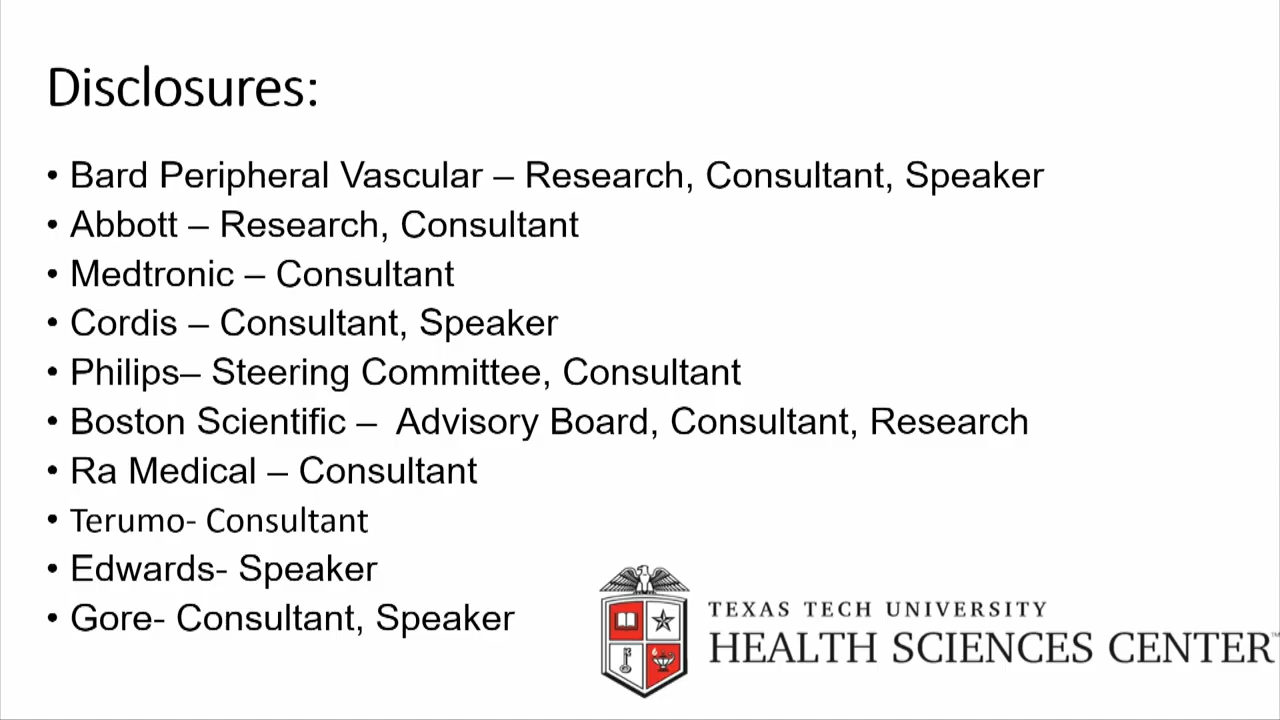 Disclosures:
• Bard Peripheral Vascular – Research, Consultant, Speaker
• Abbott – Research, Consultant
• Medtronic – Consultant
• Cordis – Consultant, Speaker
• Philips– Steering Committee, Consultant
• Boston Scientific –  Advisory Board, Consultant, Research
• Ra Medical – Consultant
• Terumo- Consultant
• Edwards- Speaker
• Gore- Consultant, Speaker
TEXAS TECH UNIVERSITY
HEALTH SCIENCES CENTER™